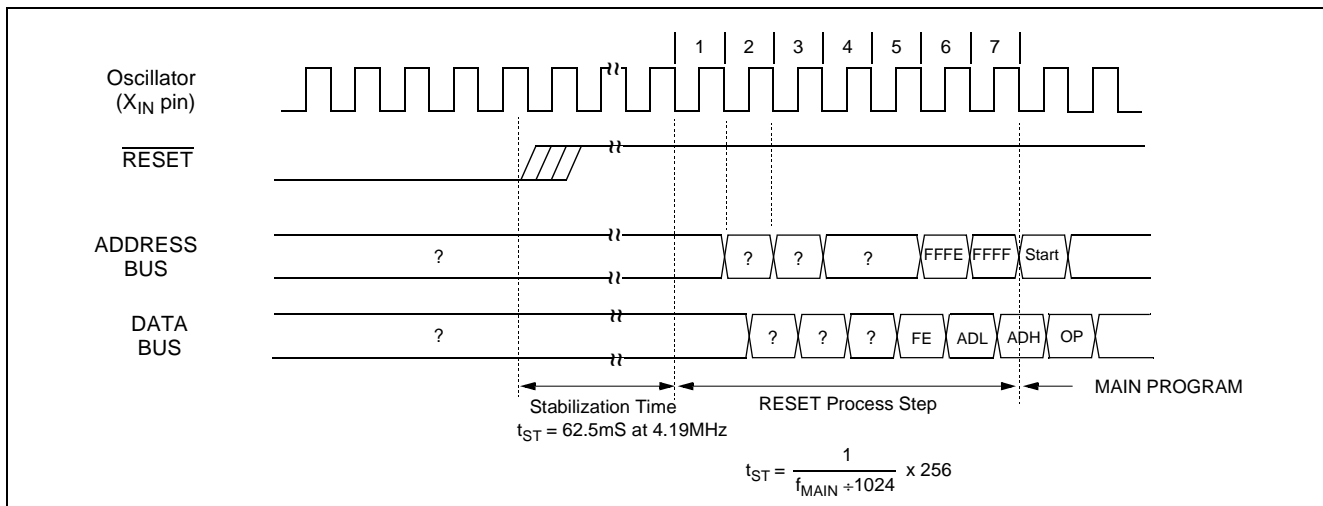 1 2 3 4 5 6 7
Oscillator
(XIN pin)
RESET
ADDRESS
BUS
? ? ? ? FFFE FFFF Start
DATA
BUS
? ? ? ? FE ADL ADH OP
Stabilization Time
tST = 62.5mS at 4.19MHz
RESET Process Step
MAIN PROGRAM
tST = 1 / fMAIN ÷1024 x 256